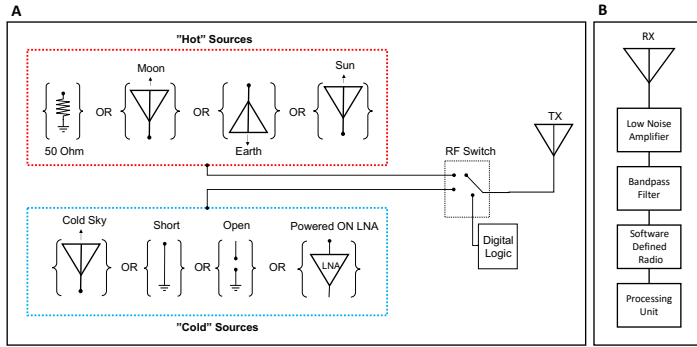 A
"Hot" Sources
Moon
Sun
OR
OR
OR
50 Ohm
Earth
TX
RF Switch
Cold Sky
Short
Open
Powered ON LNA
OR
OR
OR
LNA
Digital
Logic
"Cold" Sources
B
RX
Low Noise
Amplifier
Bandpass
Filter
Software
Defined
Radio
Processing
Unit